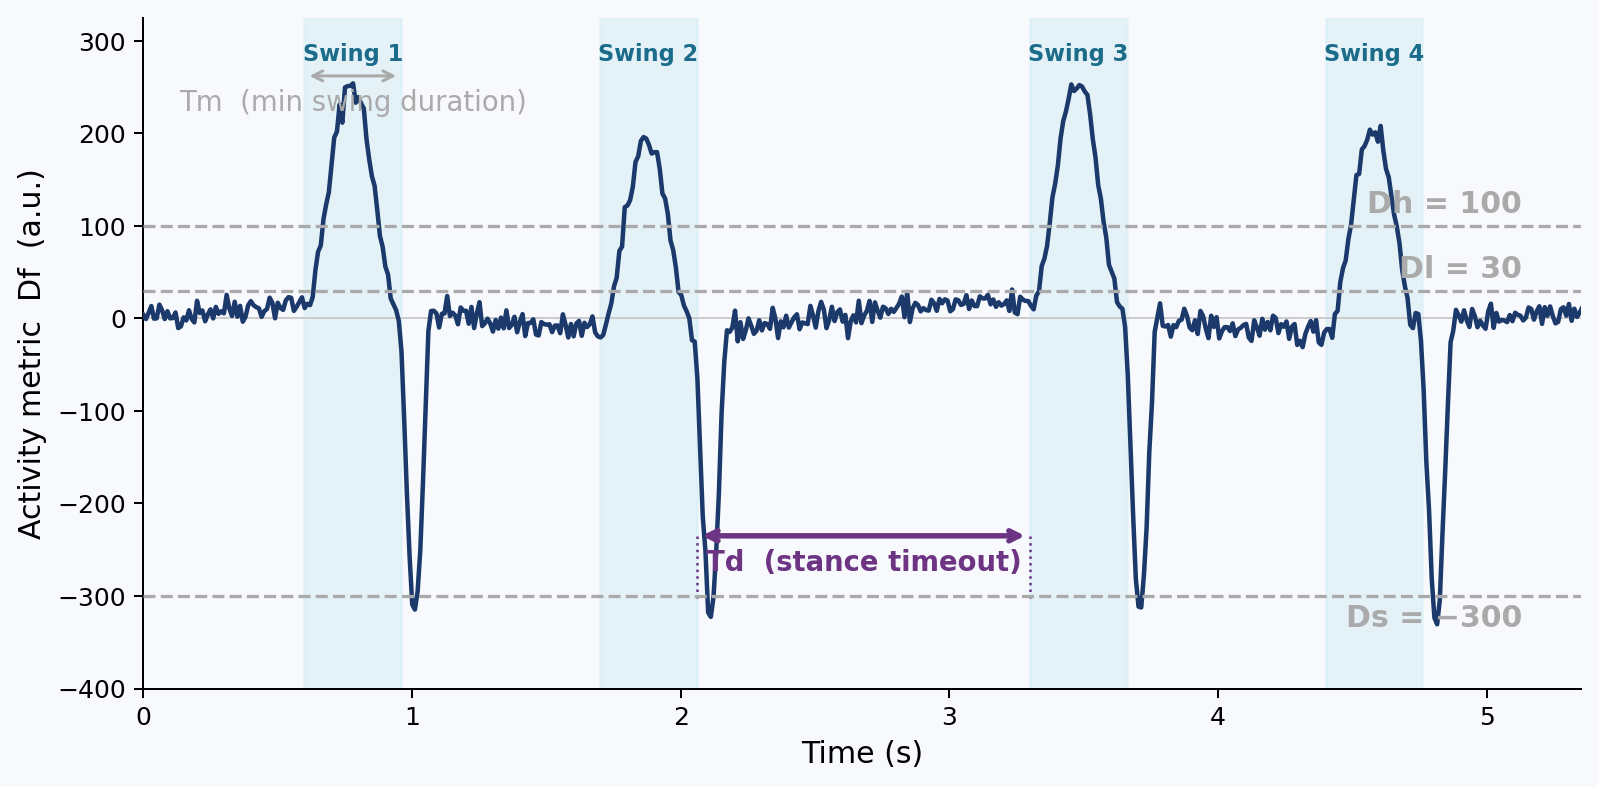 Swing 1
Swing 2
Swing 3
Swing 4
Tm (min swing duration)
Dh = 100
Dl = 30
Td (stance timeout)
Ds = −300
Activity metric Df (a.u.)
300
200
100
0
−100
−200
−300
−400
0
1
2
3
4
5
Time (s)